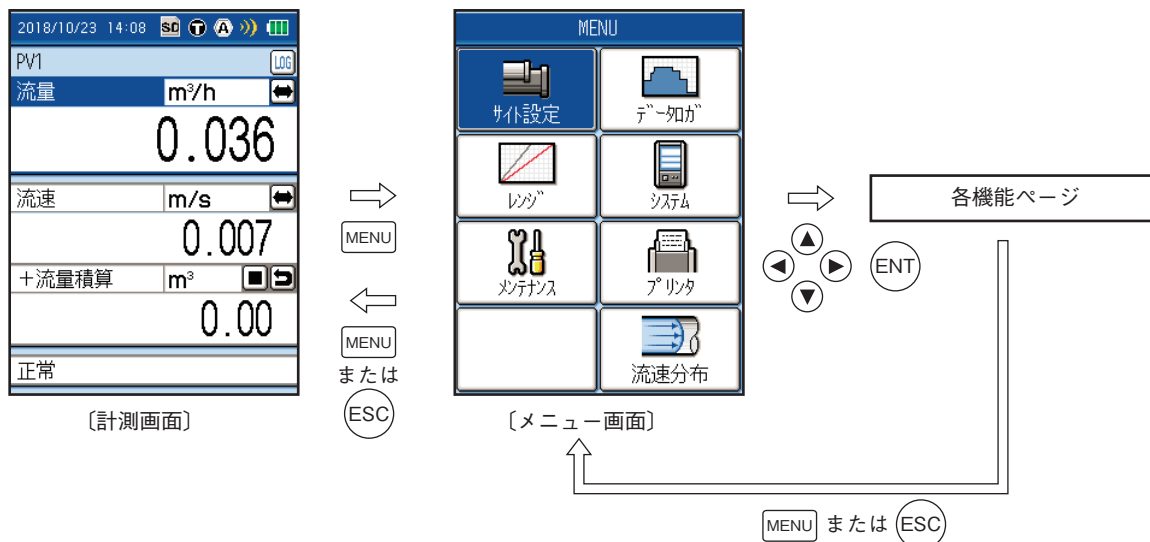 2018/10/23 14:08 SD T A
PV1 LOG
流量 m³/h
0.036
流速 m/s
0.007
+流量積算 m³
0.00
正常
〔計測画面〕
MENU
MENU
または
ESC
MENU
サイト設定
データロガ
レンジ
システム
メンテナンス
プリンタ
流速分布
〔メニュー画面〕
ENT
各機能ページ
MENU または ESC